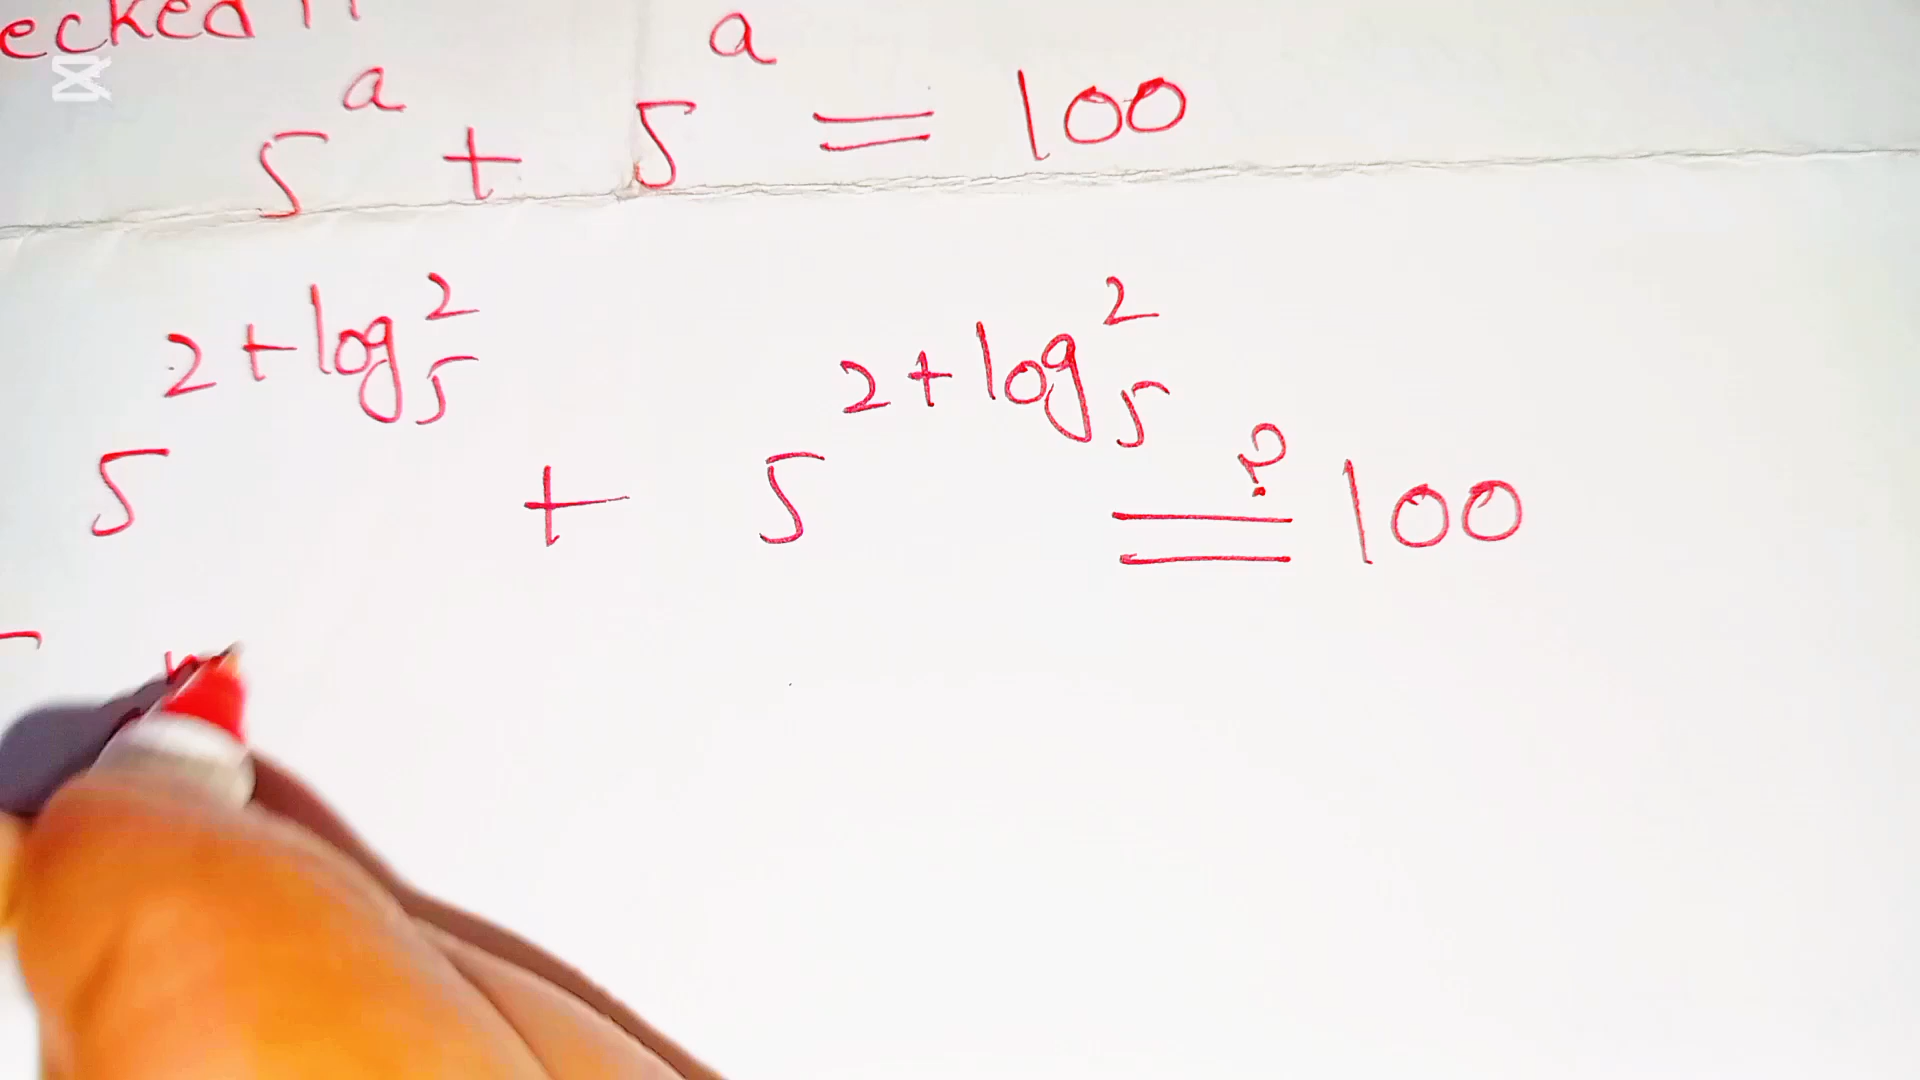 ecked
5^a + 5^a = 100
5^{2+log_5^2} + 5^{2+log_5^2} =? 100